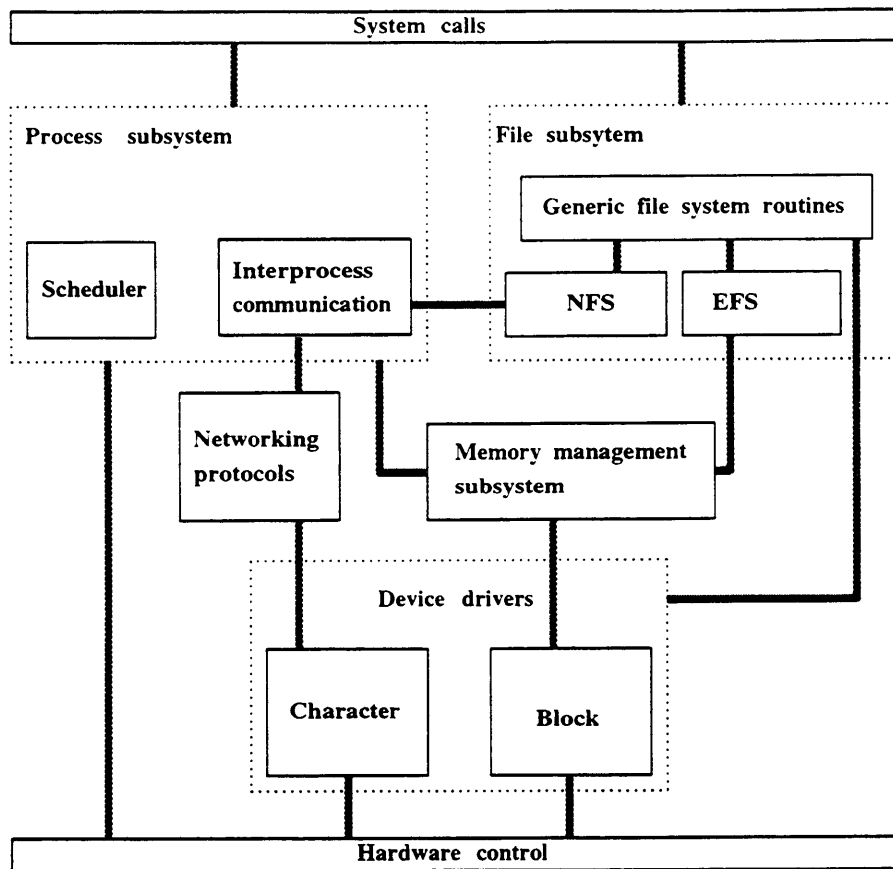 System calls
Process subsystem
File subsytem
Generic file system routines
Scheduler
Interprocess
communication
NFS
EFS
Networking
protocols
Memory management
subsystem
Device drivers
Character
Block
Hardware control